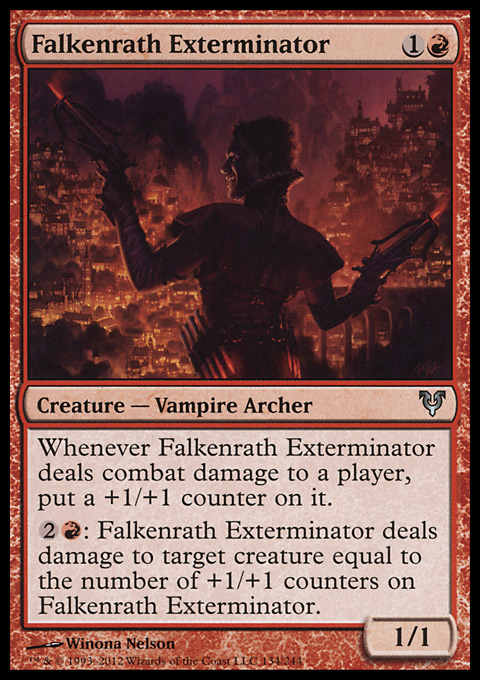 Falkenrath Exterminator 1
Creature — Vampire Archer
Whenever Falkenrath Exterminator
deals combat damage to a player,
put a +1/+1 counter on it.
2: Falkenrath Exterminator deals
damage to target creature equal to
the number of +1/+1 counters on
Falkenrath Exterminator.
1/1
Winona Nelson
™ & © 1993–2012 Wizards of the Coast LLC 134/244